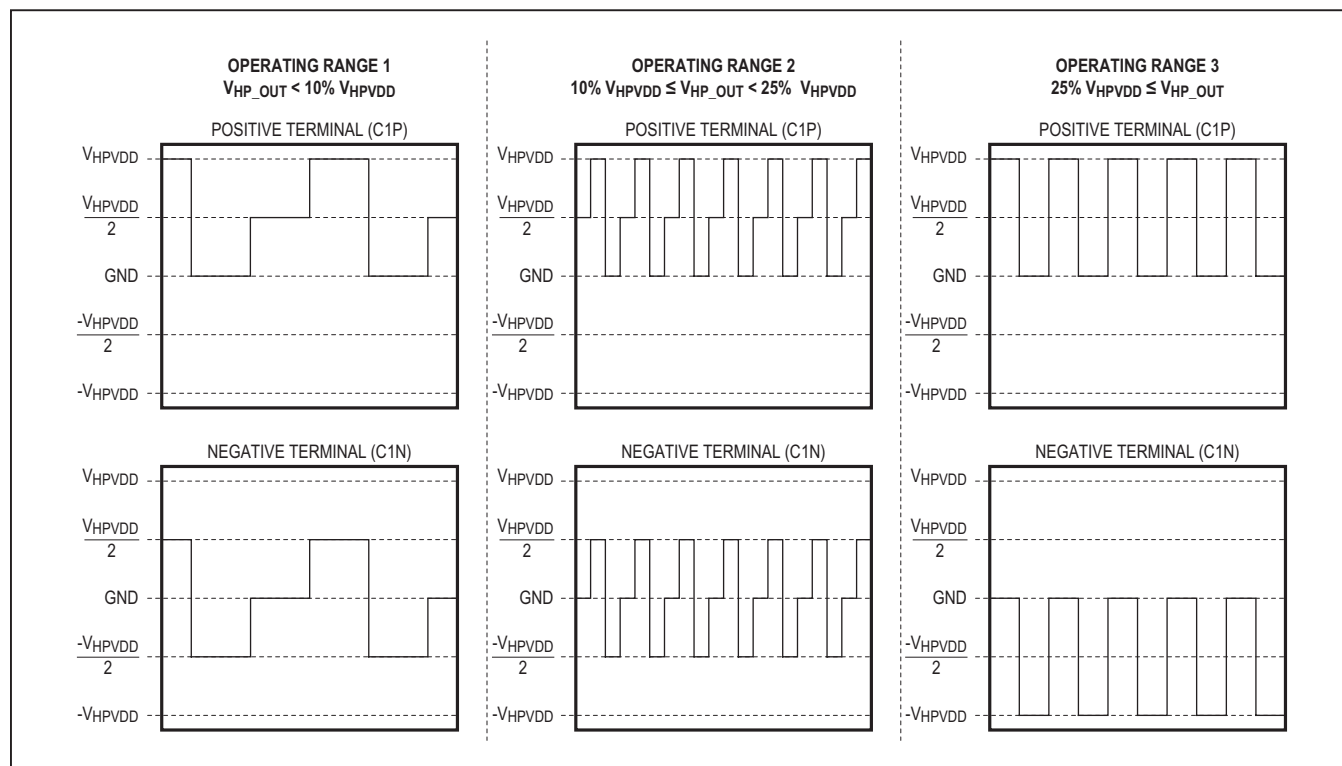 OPERATING RANGE 1
VHP_OUT < 10% VHPVDD
POSITIVE TERMINAL (C1P)
VHPVDD
VHPVDD
2
GND
-VHPVDD
2
-VHPVDD
NEGATIVE TERMINAL (C1N)
VHPVDD
VHPVDD
2
GND
-VHPVDD
2
-VHPVDD
OPERATING RANGE 2
10% VHPVDD ≤ VHP_OUT < 25% VHPVDD
POSITIVE TERMINAL (C1P)
VHPVDD
VHPVDD
2
GND
-VHPVDD
2
-VHPVDD
NEGATIVE TERMINAL (C1N)
VHPVDD
VHPVDD
2
GND
-VHPVDD
2
-VHPVDD
OPERATING RANGE 3
25% VHPVDD ≤ VHP_OUT
POSITIVE TERMINAL (C1P)
VHPVDD
VHPVDD
2
GND
-VHPVDD
2
-VHPVDD
NEGATIVE TERMINAL (C1N)
VHPVDD
VHPVDD
2
GND
-VHPVDD
2
-VHPVDD